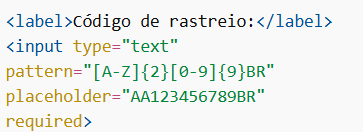 <label>Código de rastreio:</label>
<input type="text"
pattern="[A-Z]{2}[0-9]{9}BR"
placeholder="AA123456789BR"
required>